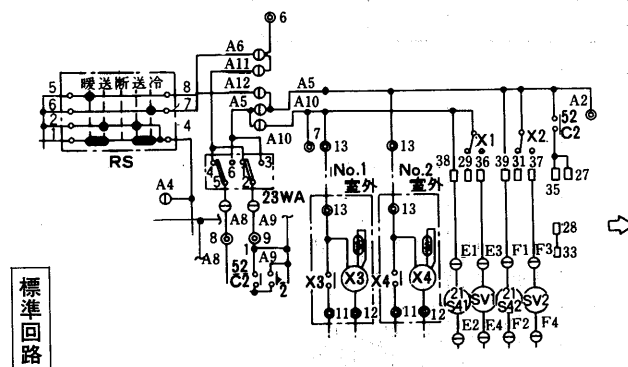 6
A6
A11
A12
A5
A10
A10
A5
A2
暖送断送冷
5
6
2
1
8
7
4
RS
4
6
1
3
5
2
23WA
A4
A8
A9
8
9
A8
1
A9
52
C2
2
7
13
13
No.1
室外
No.2
室外
13
13
X3
X3
X4
X4
11
12
11
12
38
29
36
X1
39
31
37
X2
52
C2
35
27
28
33
E1
E3
F1
F3
21
S41
SV1
21
S42
SV2
E2
E4
F2
F4
標準回路